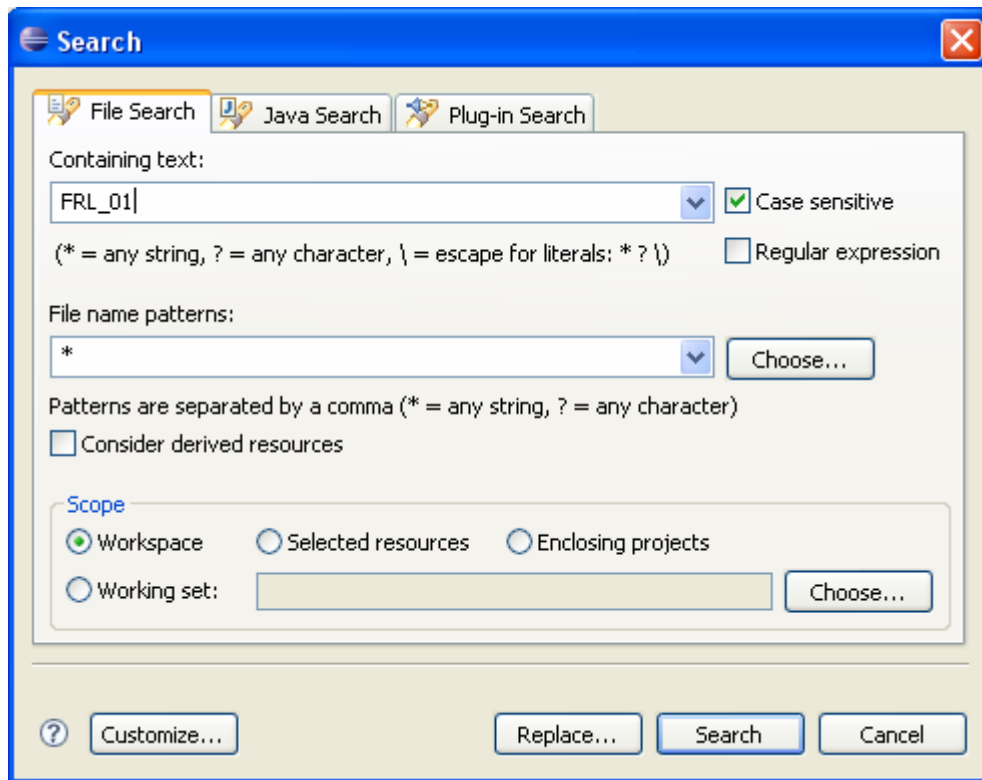 Search
File Search Java Search Plug-in Search
Containing text:
FRL_01 Case sensitive
(* = any string, ? = any character, \ = escape for literals: * ? \) Regular expression
File name patterns:
* Choose...
Patterns are separated by a comma (* = any string, ? = any character)
Consider derived resources
Scope
Workspace Selected resources Enclosing projects
Working set: Choose...
? Customize... Replace... Search Cancel